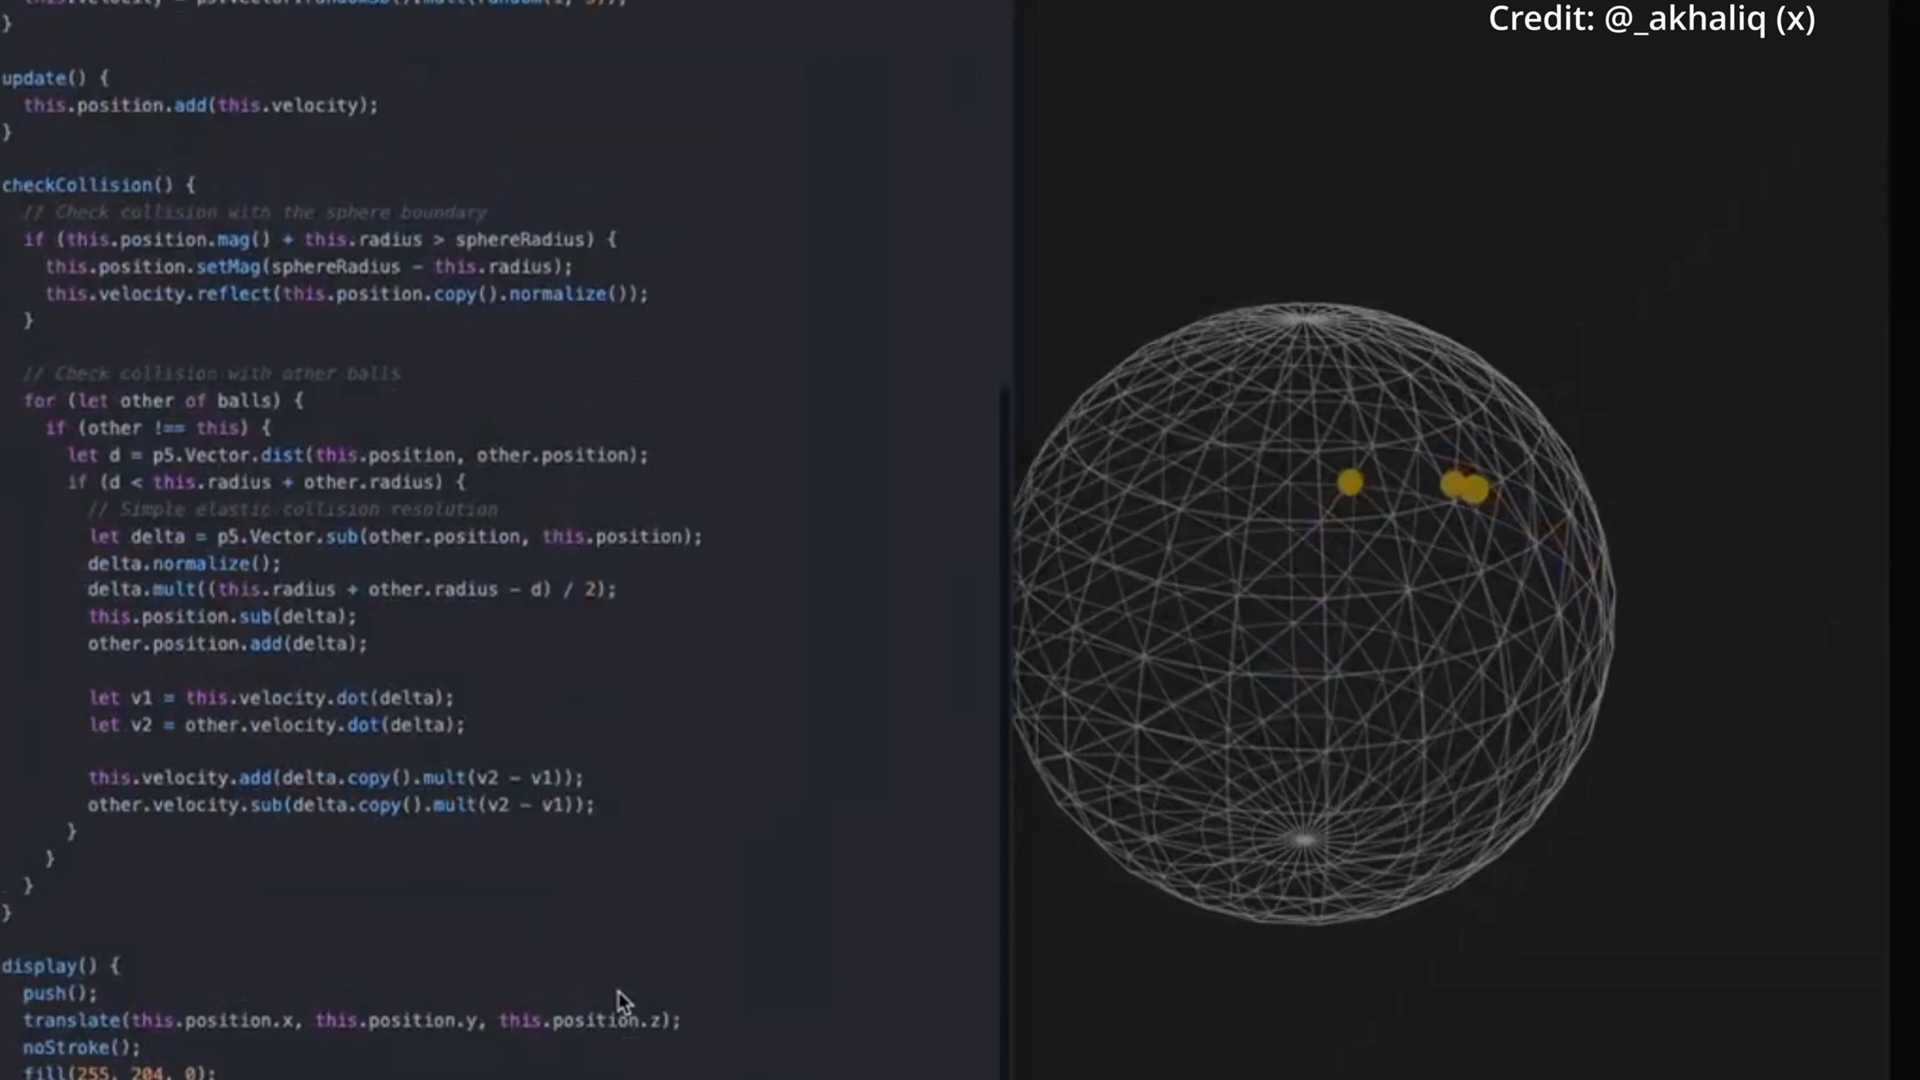 Credit: @_akhaliq (x)
}
update() {
this.position.add(this.velocity);
}
checkCollision() {
// Check collision with the sphere boundary
if (this.position.mag() + this.radius > sphereRadius) {
this.position.setMag(sphereRadius - this.radius);
this.velocity.reflect(this.position.copy().normalize());
}
// Check collision with other balls
for (let other of balls) {
if (other !== this) {
let d = p5.Vector.dist(this.position, other.position);
if (d < this.radius + other.radius) {
// Simple elastic collision resolution
let delta = p5.Vector.sub(other.position, this.position);
delta.normalize();
delta.mult((this.radius + other.radius - d) / 2);
this.position.sub(delta);
other.position.add(delta);
let v1 = this.velocity.dot(delta);
let v2 = other.velocity.dot(delta);
this.velocity.add(delta.copy().mult(v2 - v1));
other.velocity.sub(delta.copy().mult(v2 - v1));
}
}
}
}
display() {
push();
translate(this.position.x, this.position.y, this.position.z);
noStroke();
fill(255, 204, 0);